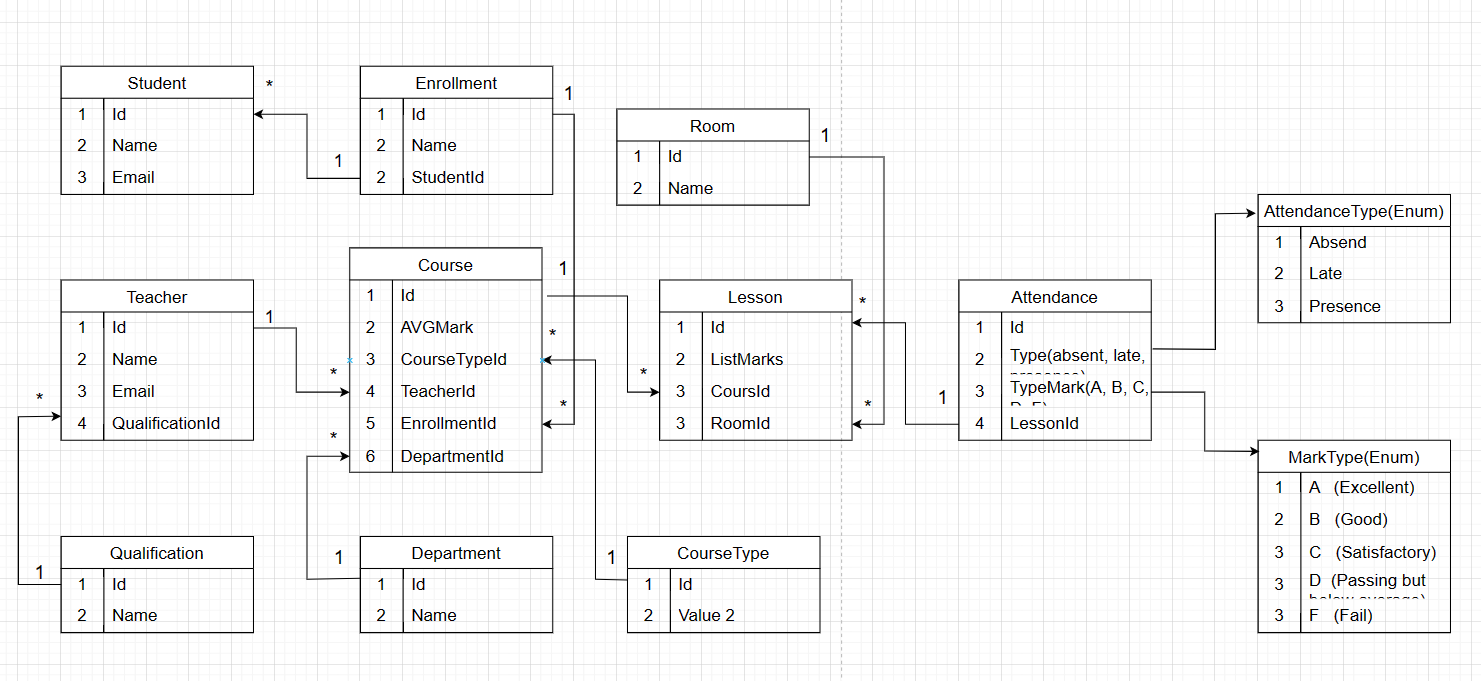 Student
1 Id
2 Name
3 Email
*
1
Enrollment
1 Id
2 Name
2 StudentId
1
Room
1 Id
2 Name
1
AttendanceType(Enum)
1 Absend
2 Late
3 Presence
Teacher
1 Id
2 Name
3 Email
4 QualificationId
1
*
*
Course
1 Id
2 AVGMark
3 CourseTypeId
4 TeacherId
5 EnrollmentId
6 DepartmentId
1
*
*
*
Lesson
1 Id
2 ListMarks
3 CoursId
3 RoomId
*
*
*
1
Attendance
1 Id
2 Type(absent, late,
presence)
3 TypeMark(A, B, C,
D, F)
4 LessonId
MarkType(Enum)
1 A (Excellent)
2 B (Good)
3 C (Satisfactory)
3 D (Passing but
below average)
3 F (Fail)
1
Qualification
1 Id
2 Name
1
Department
1 Id
2 Name
1
CourseType
1 Id
2 Value 2